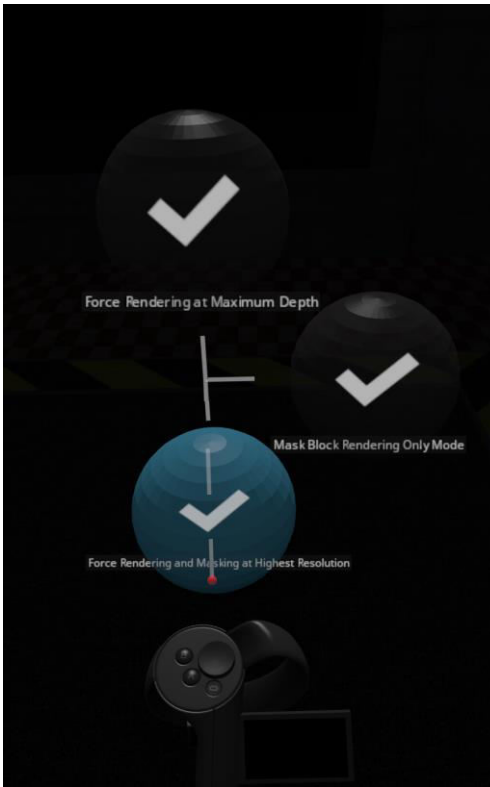 Force Rendering at Maximum Depth
Mask Block Rendering Only Mode
Force Rendering and Masking at Highest Resolution